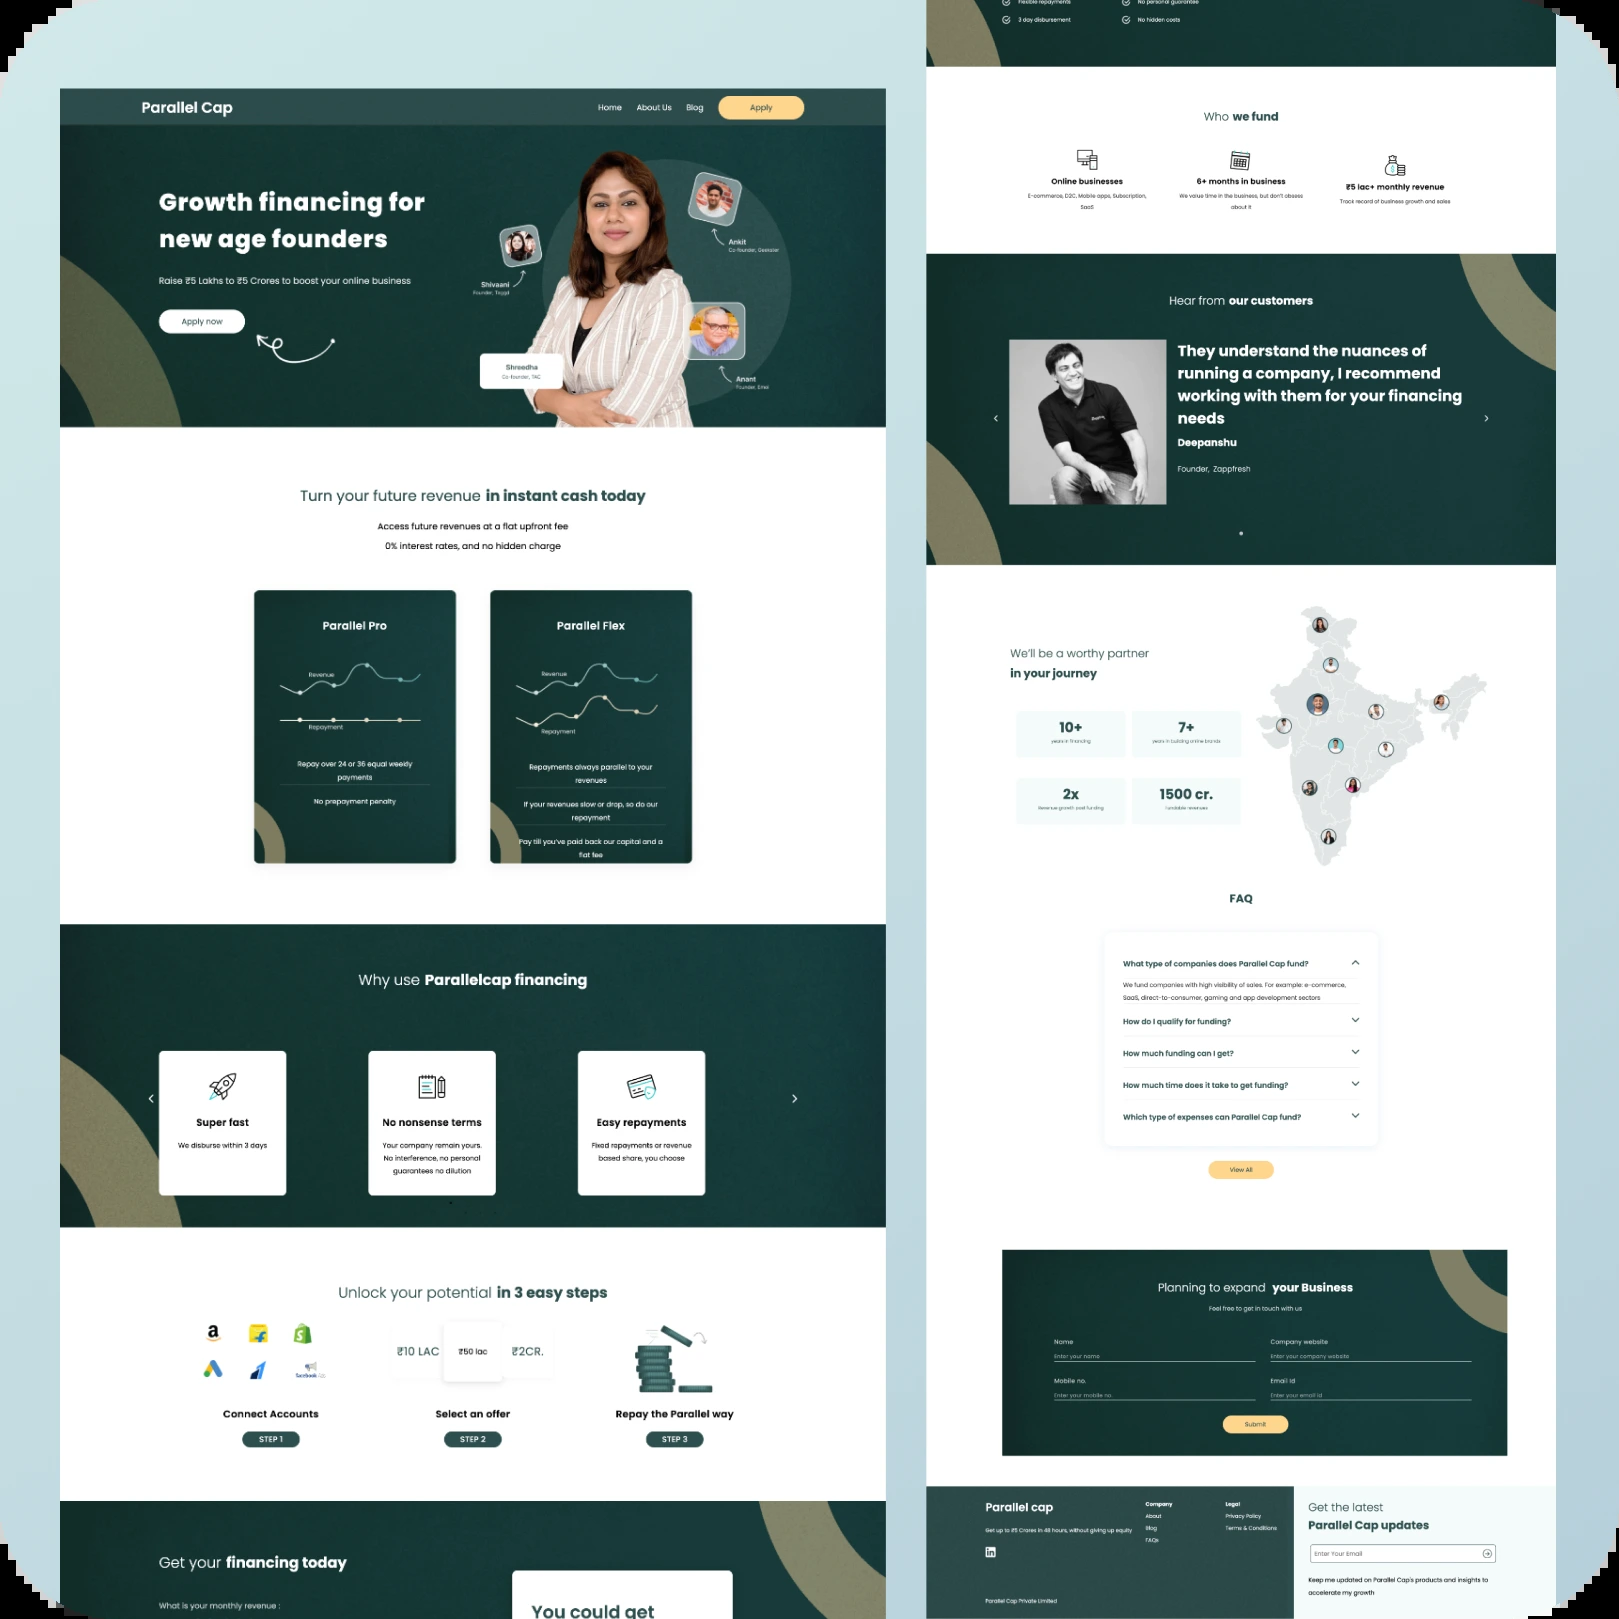 Parallel Cap
Home
About Us
Blog
Apply
Growth financing for
new age founders
Raise ₹5 Lakhs to ₹5 Crores to boost your online business
Apply now
Shivaani
Ankit
Shreedha
Co-founder, TAC
Anant
Turn your future revenue in instant cash today
Access future revenues at a flat upfront fee
0% interest rates, and no hidden charge
Parallel Pro
Revenue
Repayment
Repay over 24 or 36 equal weekly
payments
No prepayment penalty
Parallel Flex
Revenue
Repayment
Repayments always parallel to your
revenues
If your revenues slow or drop, so do our
repayment
Pay till you've paid back our capital and a
flat fee
Why use Parallelcap financing
Super fast
We disburse within 3 days
No nonsense terms
Your company remain yours.
No interference, no personal
guarantees no dilution
Easy repayments
Fixed repayments or revenue
based share, you choose
Unlock your potential in 3 easy steps
facebook Ads
₹10 LAC
₹50 lac
₹2CR.
Connect Accounts
Select an offer
Repay the Parallel way
STEP 1
STEP 2
STEP 3
Get your financing today
What is your monthly revenue :
You could get
Flexible repayments
No personal guarantee
3 day disbursement
No hidden costs
Who we fund
Online businesses
E-commerce, D2C, Mobile apps, Subscription,
SaaS
6+ months in business
We value time in the business, but don't obsess
about it
₹5 lac+ monthly revenue
Track record of business growth and sales
Hear from our customers
They understand the nuances of
running a company, I recommend
working with them for your financing
needs
Deepanshu
Founder, Zappfresh
We'll be a worthy partner
in your journey
10+
years in financing
7+
years in building online brands
2x
Revenue growth post funding
1500 cr.
Fundable revenues
FAQ
What type of companies does Parallel Cap fund?
We fund companies with high visibility of sales. For example: e-commerce,
SaaS, direct-to-consumer, gaming and app development sectors
How do I qualify for funding?
How much funding can I get?
How much time does it take to get funding?
Which type of expenses can Parallel Cap fund?
View All
Planning to expand your Business
Feel free to get in touch with us
Name
Company website
Enter your name
Enter your company website
Mobile no.
Email Id
Enter your mobile no.
Enter your email id
Submit
Parallel cap
Get up to ₹5 Crores in 48 hours, without giving up equity
in
Parallel Cap Private Limited
Company
About
Blog
FAQs
Legal
Privacy Policy
Terms & Conditions
Get the latest
Parallel Cap updates
Enter Your Email
Keep me updated on Parallel Cap's products and insights to
accelerate my growth